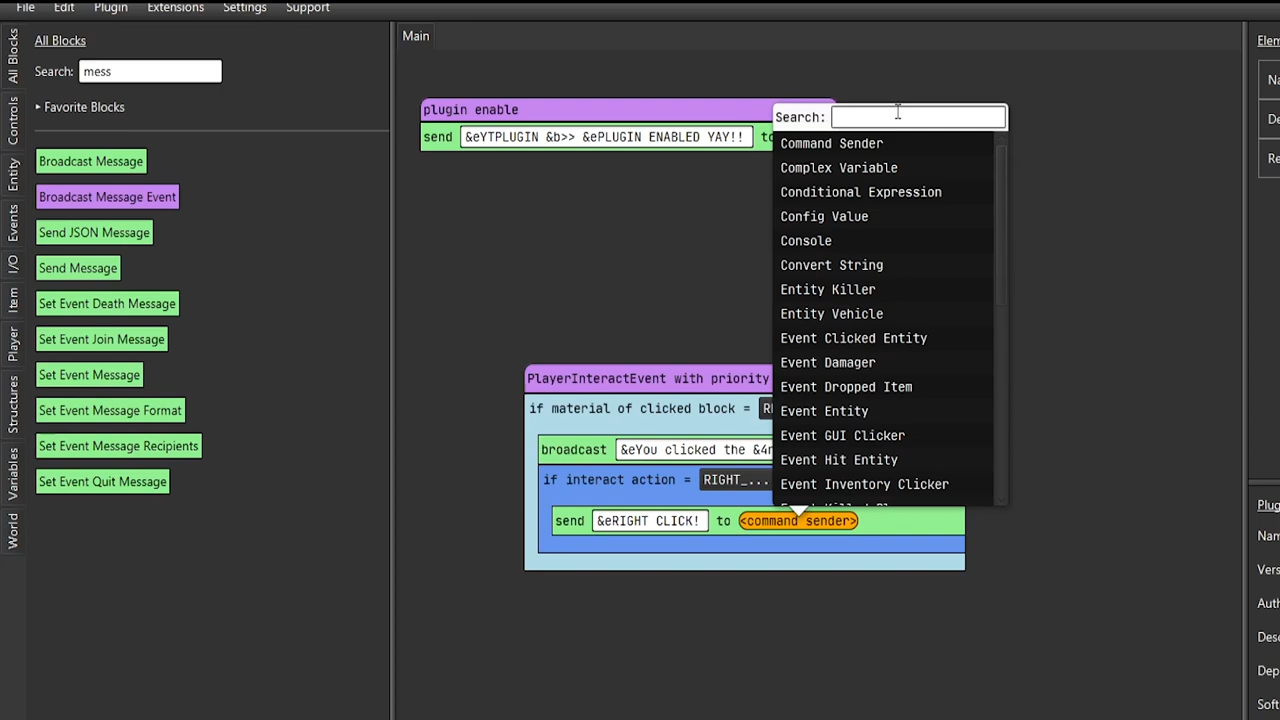 File Edit Plugin Extensions Settings Support
All Blocks
Controls
Entity
Events
I/O
Item
Player
Structures
Variables
World
All Blocks
Search: mess
Favorite Blocks
Broadcast Message
Broadcast Message Event
Send JSON Message
Send Message
Set Event Death Message
Set Event Join Message
Set Event Message
Set Event Message Format
Set Event Message Recipients
Set Event Quit Message
Main
plugin enable
send &eYTPLUGIN &b>> &ePLUGIN ENABLED YAY!!
PlayerInteractEvent with priority
if material of clicked block =
broadcast &eYou clicked the
if interact action = RIGHT_...
send &eRIGHT CLICK! to <command sender>
Search:
Command Sender
Complex Variable
Conditional Expression
Config Value
Console
Convert String
Entity Killer
Entity Vehicle
Event Clicked Entity
Event Damager
Event Dropped Item
Event Entity
Event GUI Clicker
Event Hit Entity
Event Inventory Clicker